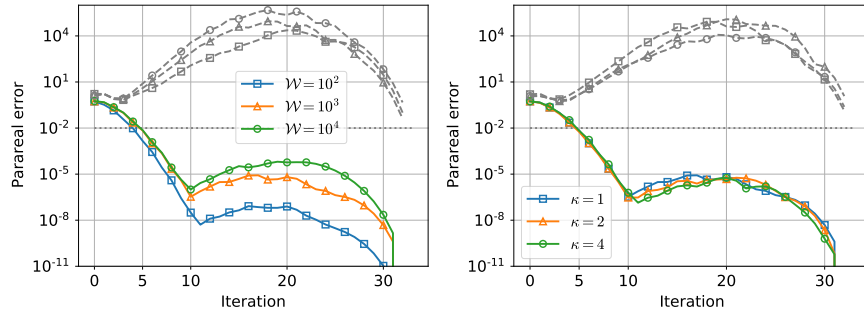 10^4
10^1
10^-2
10^-5
10^-8
10^-11
Parareal error
0 5 10 20 30
Iteration
W = 10^2
W = 10^3
W = 10^4
10^4
10^1
10^-2
10^-5
10^-8
10^-11
Parareal error
0 5 10 20 30
Iteration
κ = 1
κ = 2
κ = 4